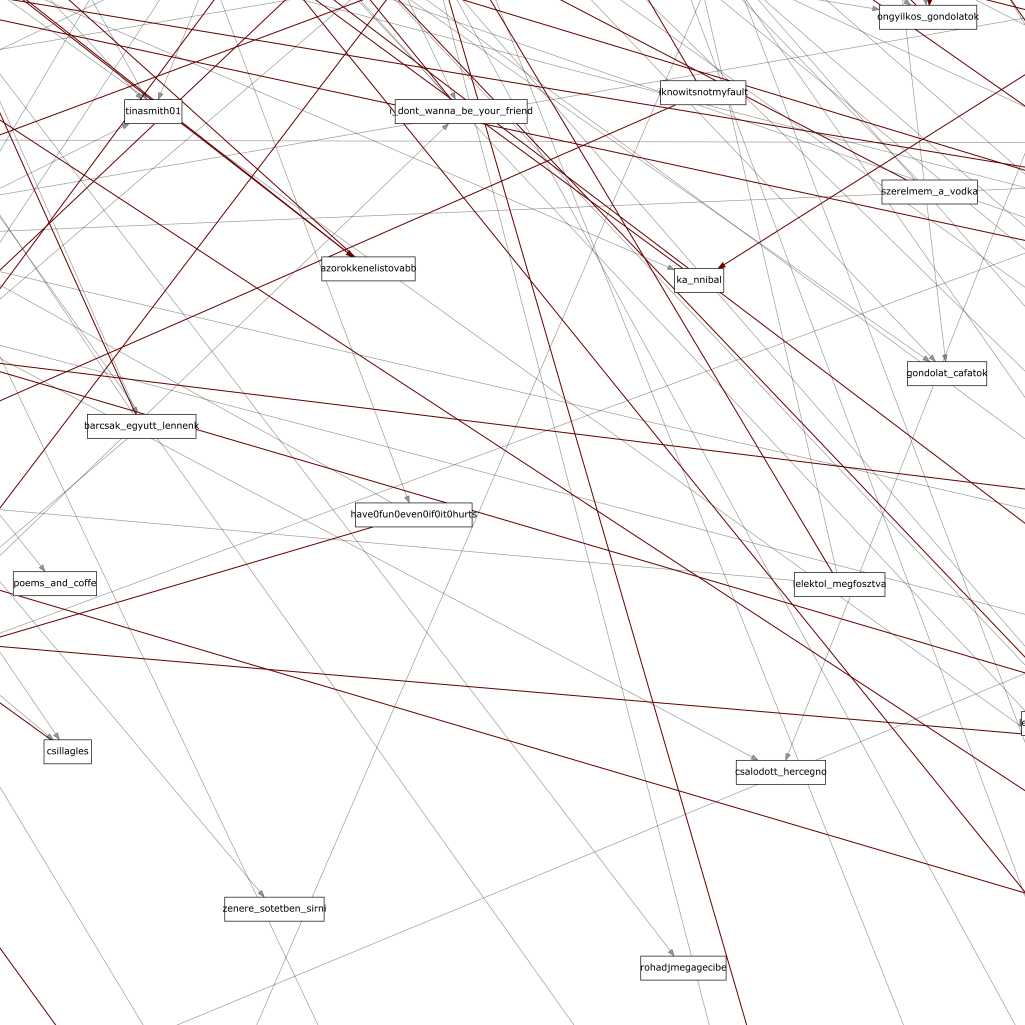 ongyilkos_gondolatok
iknowitsnotmyfault
tinasmith01
i_dont_wanna_be_your_friend
szerelmem_a_vodka
azorokkenelistovabb
ka_nnibal
gondolat_cafatok
barcsak_egyutt_lennenk
have0fun0even0if0it0hurts
poems_and_coffe
lelektol_megfosztva
csillagles
csalodott_hercegno
zenere_sotetben_sirni
rohadjmegagecibe